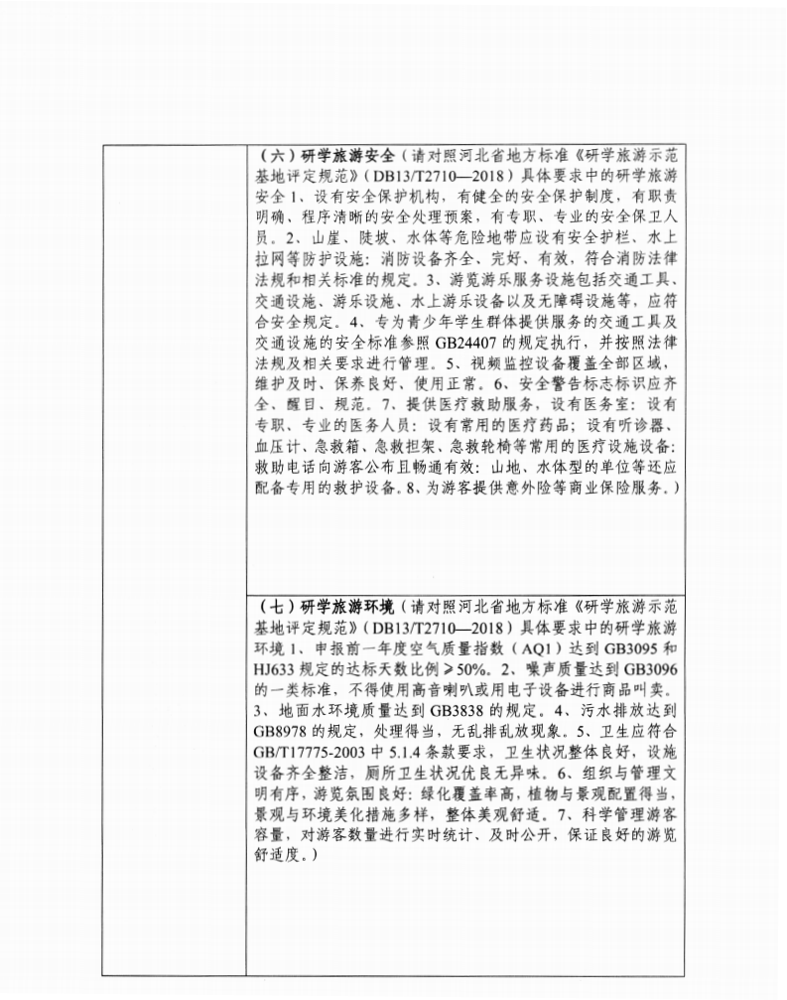 （六）研学旅游安全（请对照河北省地方标准《研学旅游示范
基地评定规范》（DB13/T2710—2018）具体要求中的研学旅游
安全 1、设有安全保护机构，有健全的安全保护制度，有职责
明确、程序清晰的安全处理预案，有专职、专业的安全保卫人
员。2、山崖、陡坡、水体等危险地带应设有安全护栏、水上
拉网等防护设施；消防设备齐全、完好、有效，符合消防法律
法规和相关标准的规定。3、游览游乐服务设施包括交通工具、
交通设施、游乐设施、水上游乐设备以及无障碍设施等，应符
合安全规定。4、专为青少年学生群体提供服务的交通工具及
交通设施的安全标准参照 GB24407 的规定执行，并按照法律
法规及相关要求进行管理。5、视频监控设备覆盖全部区域，
维护及时、保养良好、使用正常。6、安全警告标志标识应齐
全、醒目、规范。7、提供医疗救助服务，设有医务室；设有
专职、专业的医务人员；设有常用的医疗药品；设有听诊器、
血压计、急救箱、急救担架、急救轮椅等常用的医疗设施设备；
救助电话向游客公布且畅通有效；山地、水体型的单位等还应
配备专用的救护设备。8、为游客提供意外险等商业保险服务。）
（七）研学旅游环境（请对照河北省地方标准《研学旅游示范
基地评定规范》（DB13/T2710—2018）具体要求中的研学旅游
环境 1、申报前一年度空气质量指数（AQ1）达到 GB3095 和
HJ633 规定的达标天数比例≥50%。2、噪声质量达到 GB3096
的一类标准，不得使用高音喇叭或用电子设备进行商品叫卖。
3、地面水环境质量达到 GB3838 的规定。4、污水排放达到
GB8978 的规定，处理得当，无乱排乱放现象。5、卫生应符合
GB/T17775-2003 中 5.1.4 条款要求，卫生状况整体良好，设施
设备齐全整洁，厕所卫生状况优良无异味。6、组织与管理文
明有序，游览氛围良好；绿化覆盖率高，植物与景观配置得当，
景观与环境美化措施多样，整体美观舒适。7、科学管理游客
容量，对游客数量进行实时统计、及时公开，保证良好的游览
舒适度。）